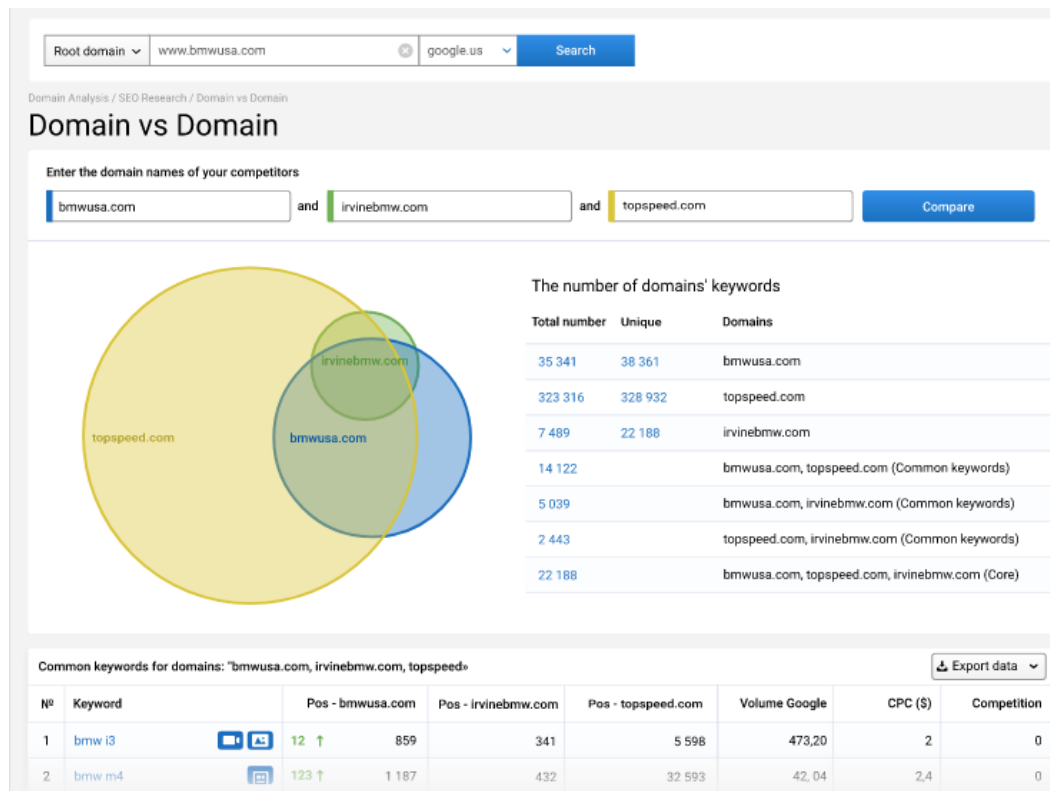 Root domain www.bmwusa.com google.us Search
Domain Analysis / SEO Research / Domain vs Domain
Domain vs Domain
Enter the domain names of your competitors
bmwusa.com and irvinebmw.com and topspeed.com Compare
irvinebmw.com
topspeed.com
bmwusa.com
The number of domains' keywords
Total number Unique Domains
35 341 38 361 bmwusa.com
323 316 328 932 topspeed.com
7 489 22 188 irvinebmw.com
14 122 bmwusa.com, topspeed.com (Common keywords)
5 039 bmwusa.com, irvinebmw.com (Common keywords)
2 443 topspeed.com, irvinebmw.com (Common keywords)
22 188 bmwusa.com, topspeed.com, irvinebmw.com (Core)
Common keywords for domains: "bmwusa.com, irvinebmw.com, topspeed» Export data
Nº Keyword Pos - bmwusa.com Pos - irvinebmw.com Pos - topspeed.com Volume Google CPC ($) Competition
1 bmw i3 12 ↑ 859 341 5 598 473,20 2 0
2 bmw m4 123 ↑ 1 187 432 32 593 42, 04 2,4 0